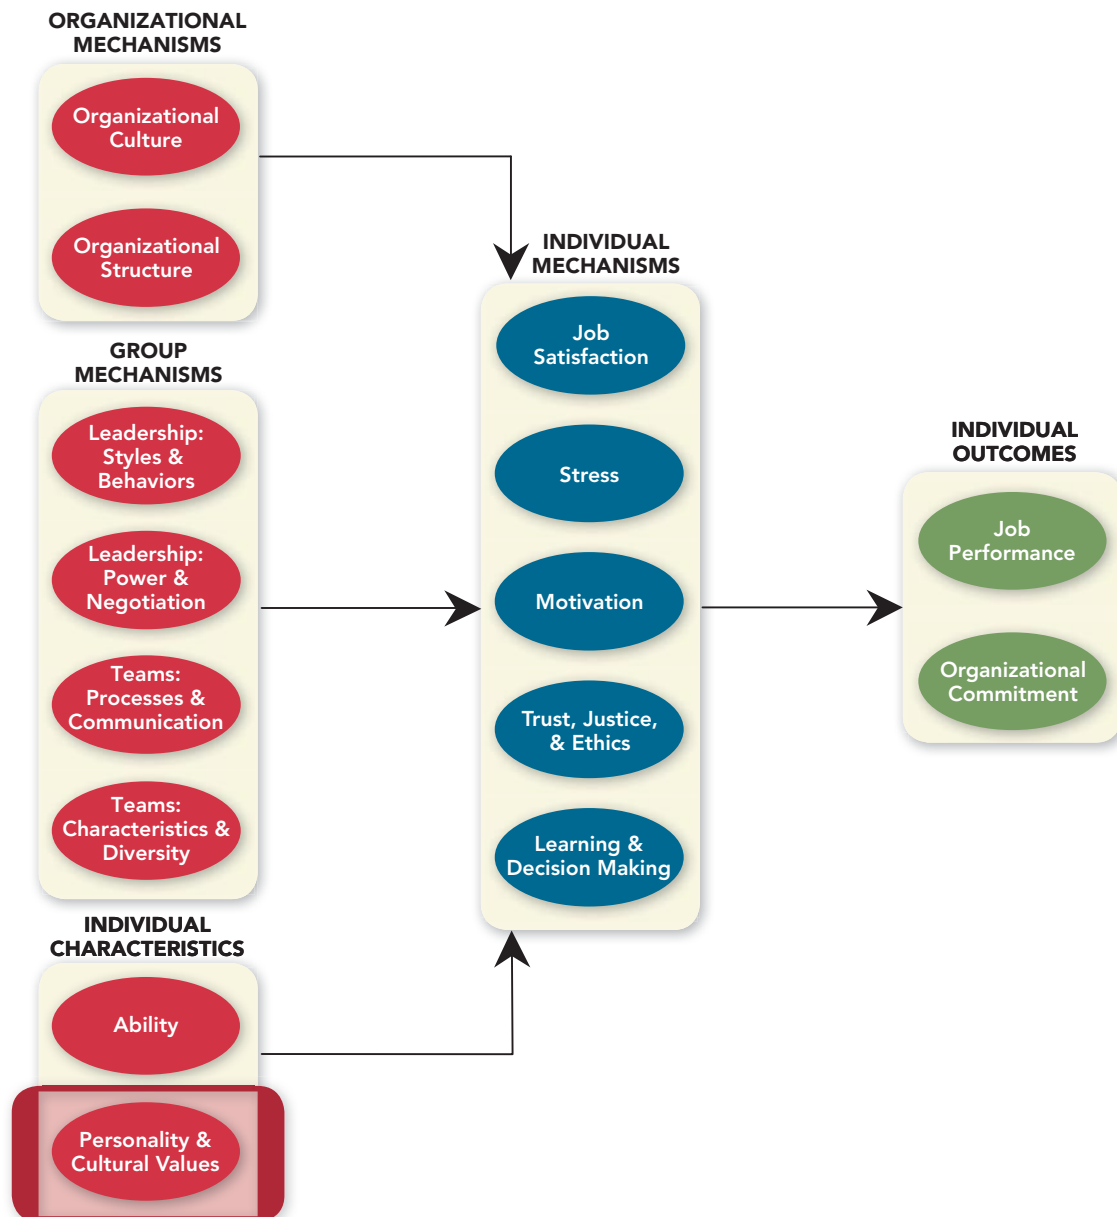 ORGANIZATIONAL
MECHANISMS
Organizational
Culture
Organizational
Structure
GROUP
MECHANISMS
Leadership:
Styles &
Behaviors
Leadership:
Power &
Negotiation
Teams:
Processes &
Communication
Teams:
Characteristics &
Diversity
INDIVIDUAL
CHARACTERISTICS
Ability
Personality &
Cultural Values
INDIVIDUAL
MECHANISMS
Job
Satisfaction
Stress
Motivation
Trust, Justice,
& Ethics
Learning &
Decision Making
INDIVIDUAL
OUTCOMES
Job
Performance
Organizational
Commitment